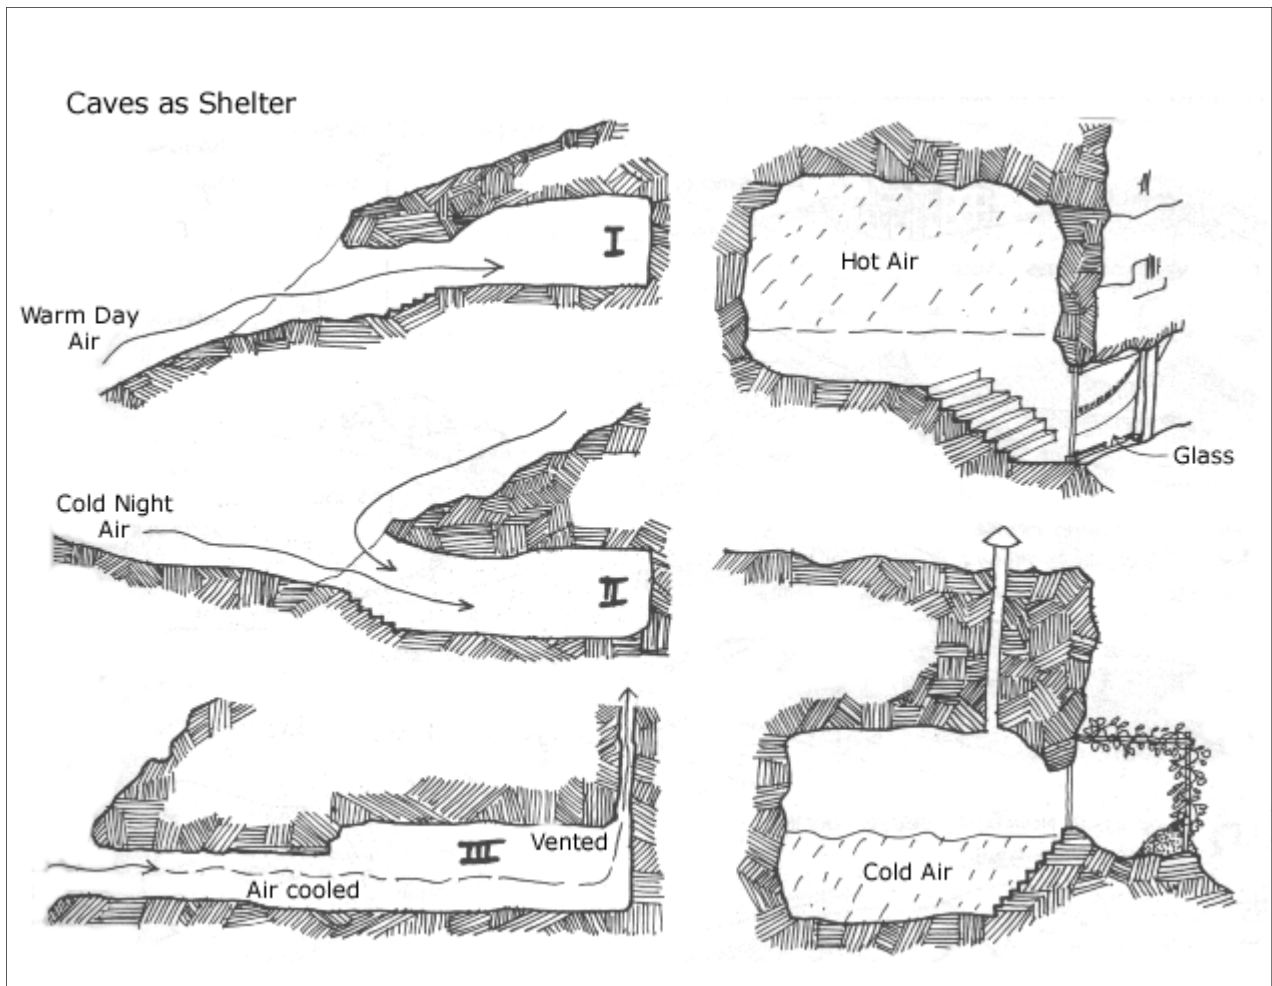 Caves as Shelter
I
Warm Day
Air
Cold Night
Air
II
III
Vented
Air cooled
Hot Air
Glass
Cold Air